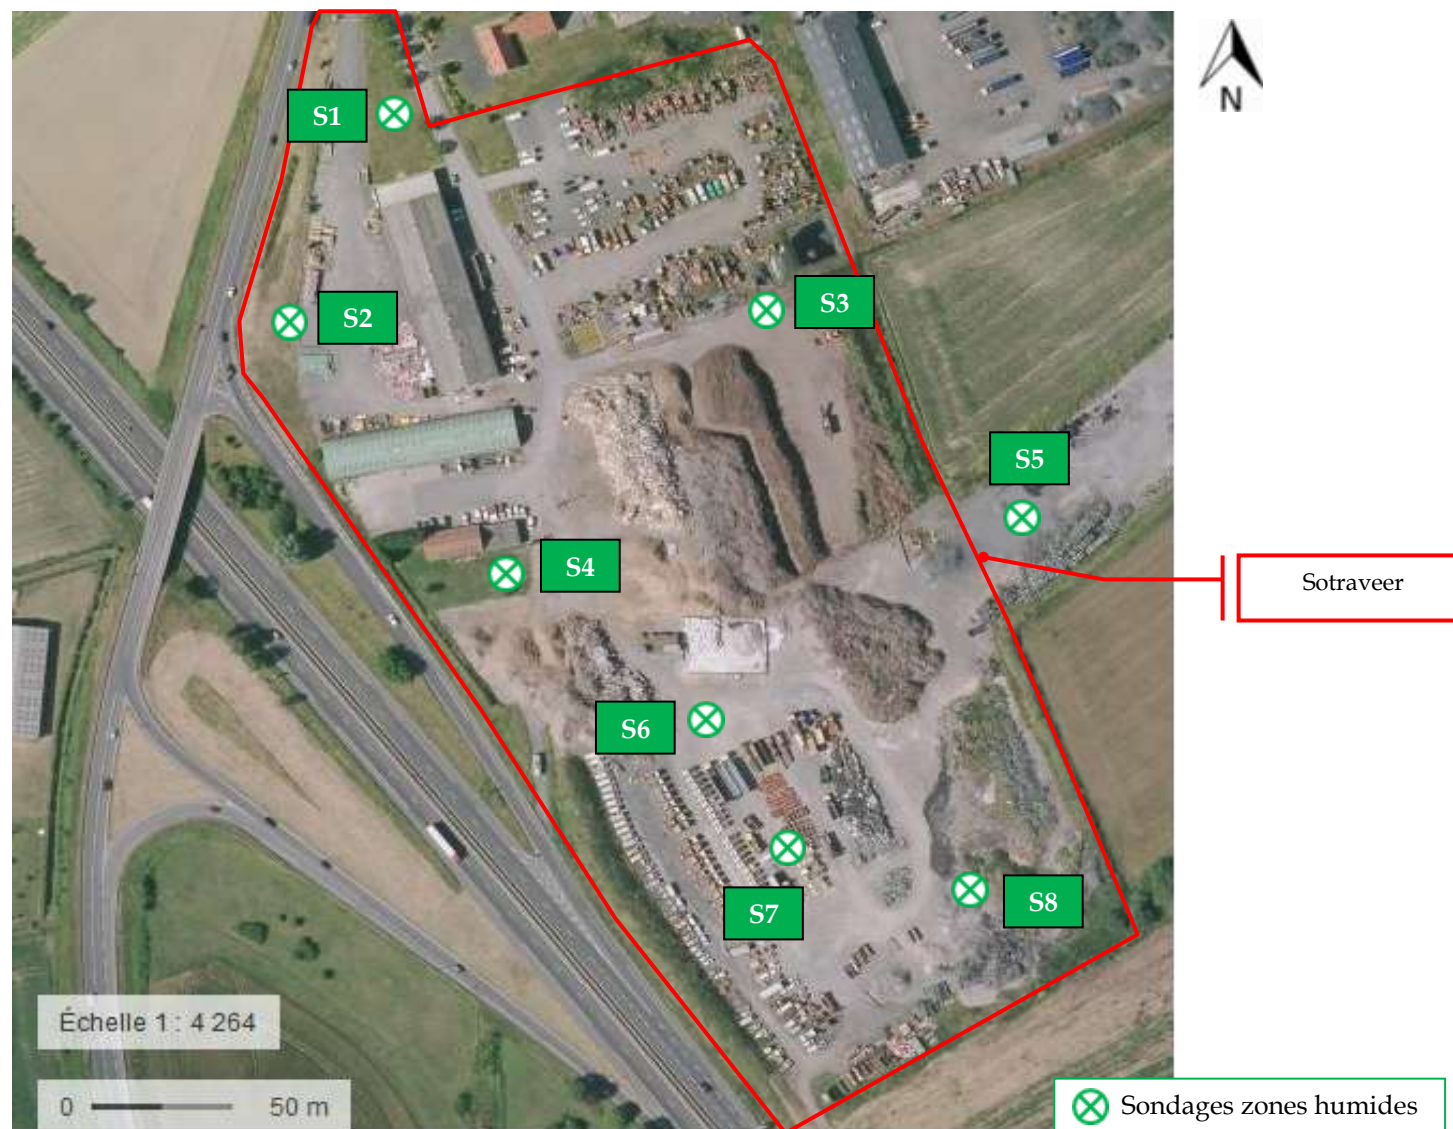 N
S1
S2
S3
S5
S4
Sotraveer
S6
S7
S8
Échelle 1 : 4 264
0 50 m
Sondages zones humides